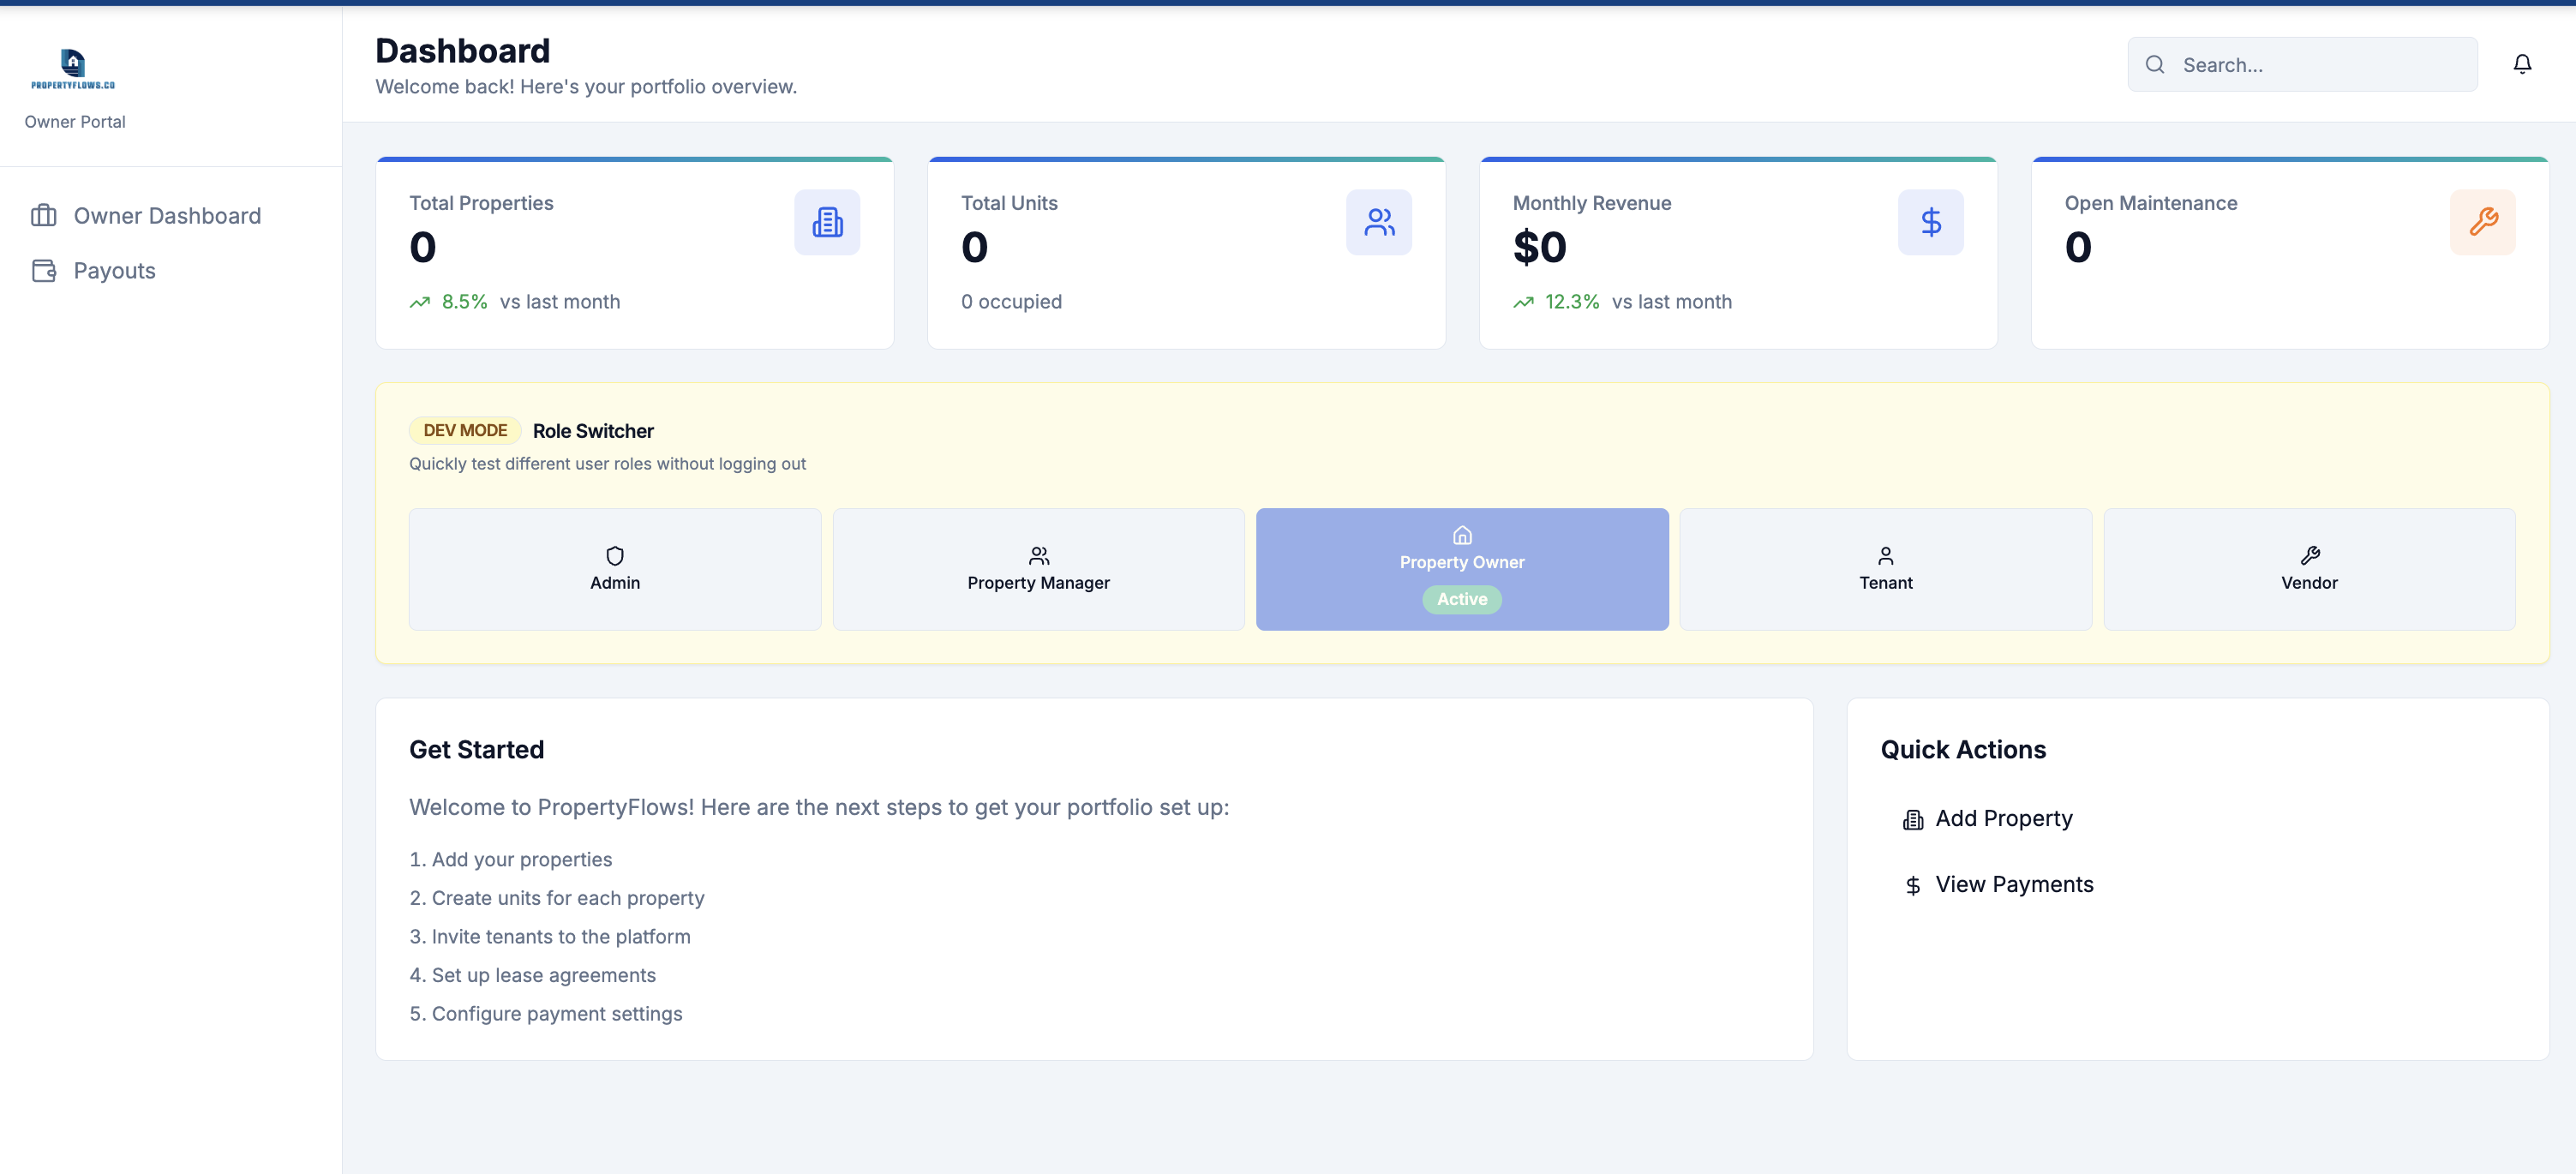 PROPERTYFLOWS.CO
Owner Portal
Owner Dashboard
Payouts
Dashboard
Welcome back! Here's your portfolio overview.
Search...
Total Properties
0
8.5% vs last month
Total Units
0
0 occupied
Monthly Revenue
$0
12.3% vs last month
Open Maintenance
0
DEV MODE Role Switcher
Quickly test different user roles without logging out
Admin
Property Manager
Property Owner
Active
Tenant
Vendor
Get Started
Welcome to PropertyFlows! Here are the next steps to get your portfolio set up:
1. Add your properties
2. Create units for each property
3. Invite tenants to the platform
4. Set up lease agreements
5. Configure payment settings
Quick Actions
Add Property
View Payments